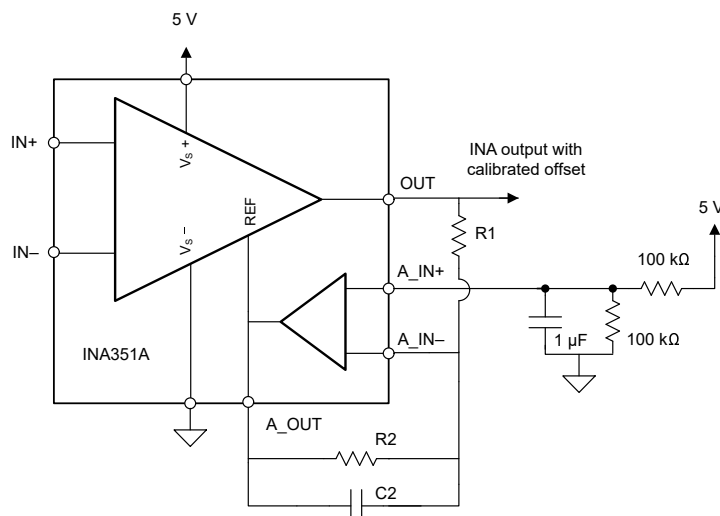 5 V
IN+
IN–
VS +
VS –
REF
INA351A
OUT
INA output with
calibrated offset
R1
5 V
100 kΩ
A_IN+
A_IN–
1 µF
100 kΩ
A_OUT
R2
C2